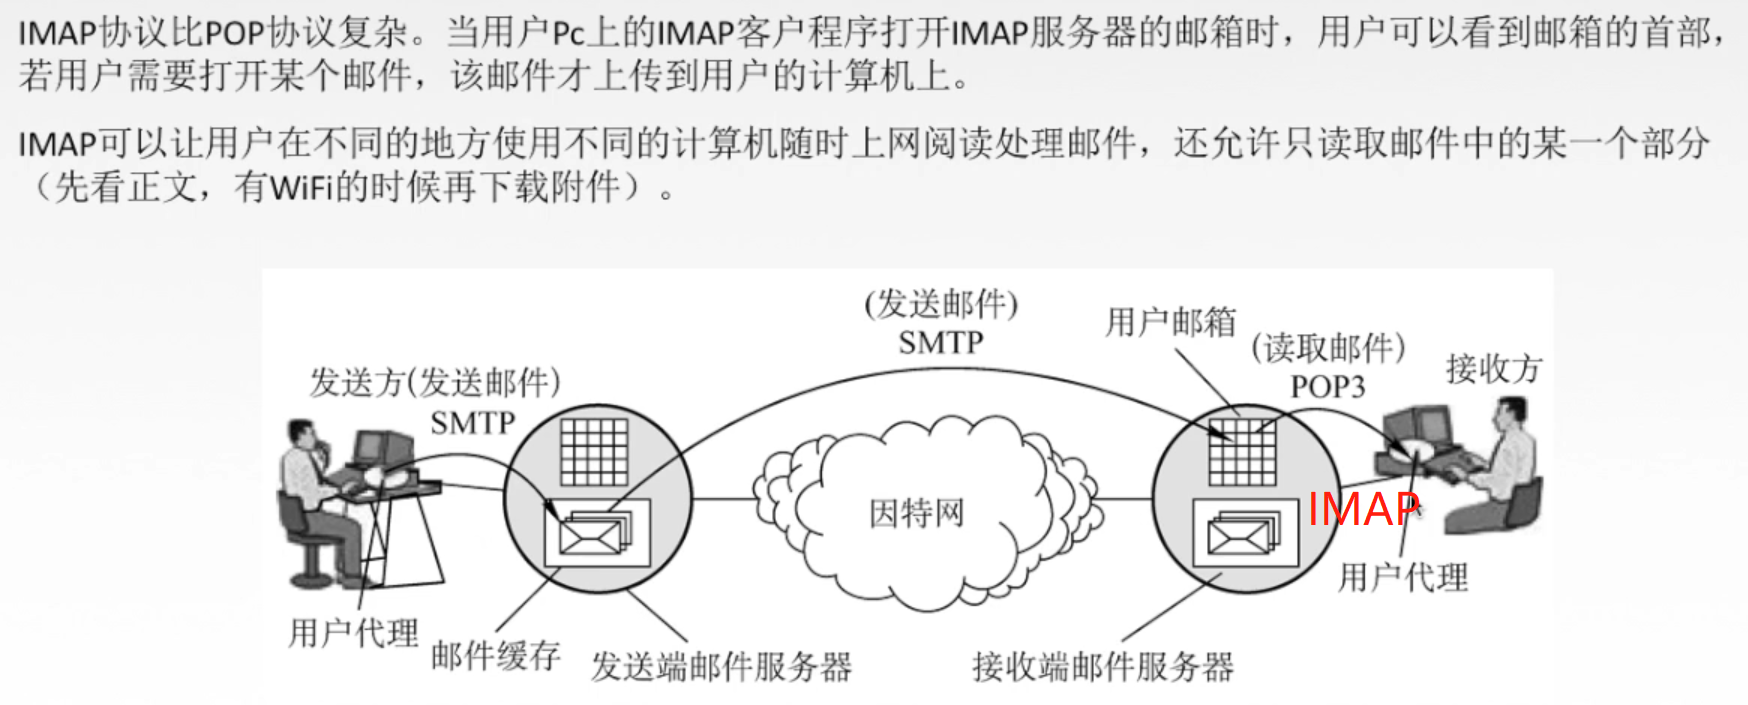 IMAP协议比POP协议复杂。当用户Pc上的IMAP客户程序打开IMAP服务器的邮箱时，用户可以看到邮箱的首部，
若用户需要打开某个邮件，该邮件才上传到用户的计算机上。
IMAP可以让用户在不同的地方使用不同的计算机随时上网阅读处理邮件，还允许只读取邮件中的某一个部分
（先看正文，有WiFi的时候再下载附件）。
(发送邮件)
SMTP
用户邮箱
(读取邮件)
POP3
接收方
发送方(发送邮件)
SMTP
因特网
IMAP
用户代理
用户代理
邮件缓存
发送端邮件服务器
接收端邮件服务器